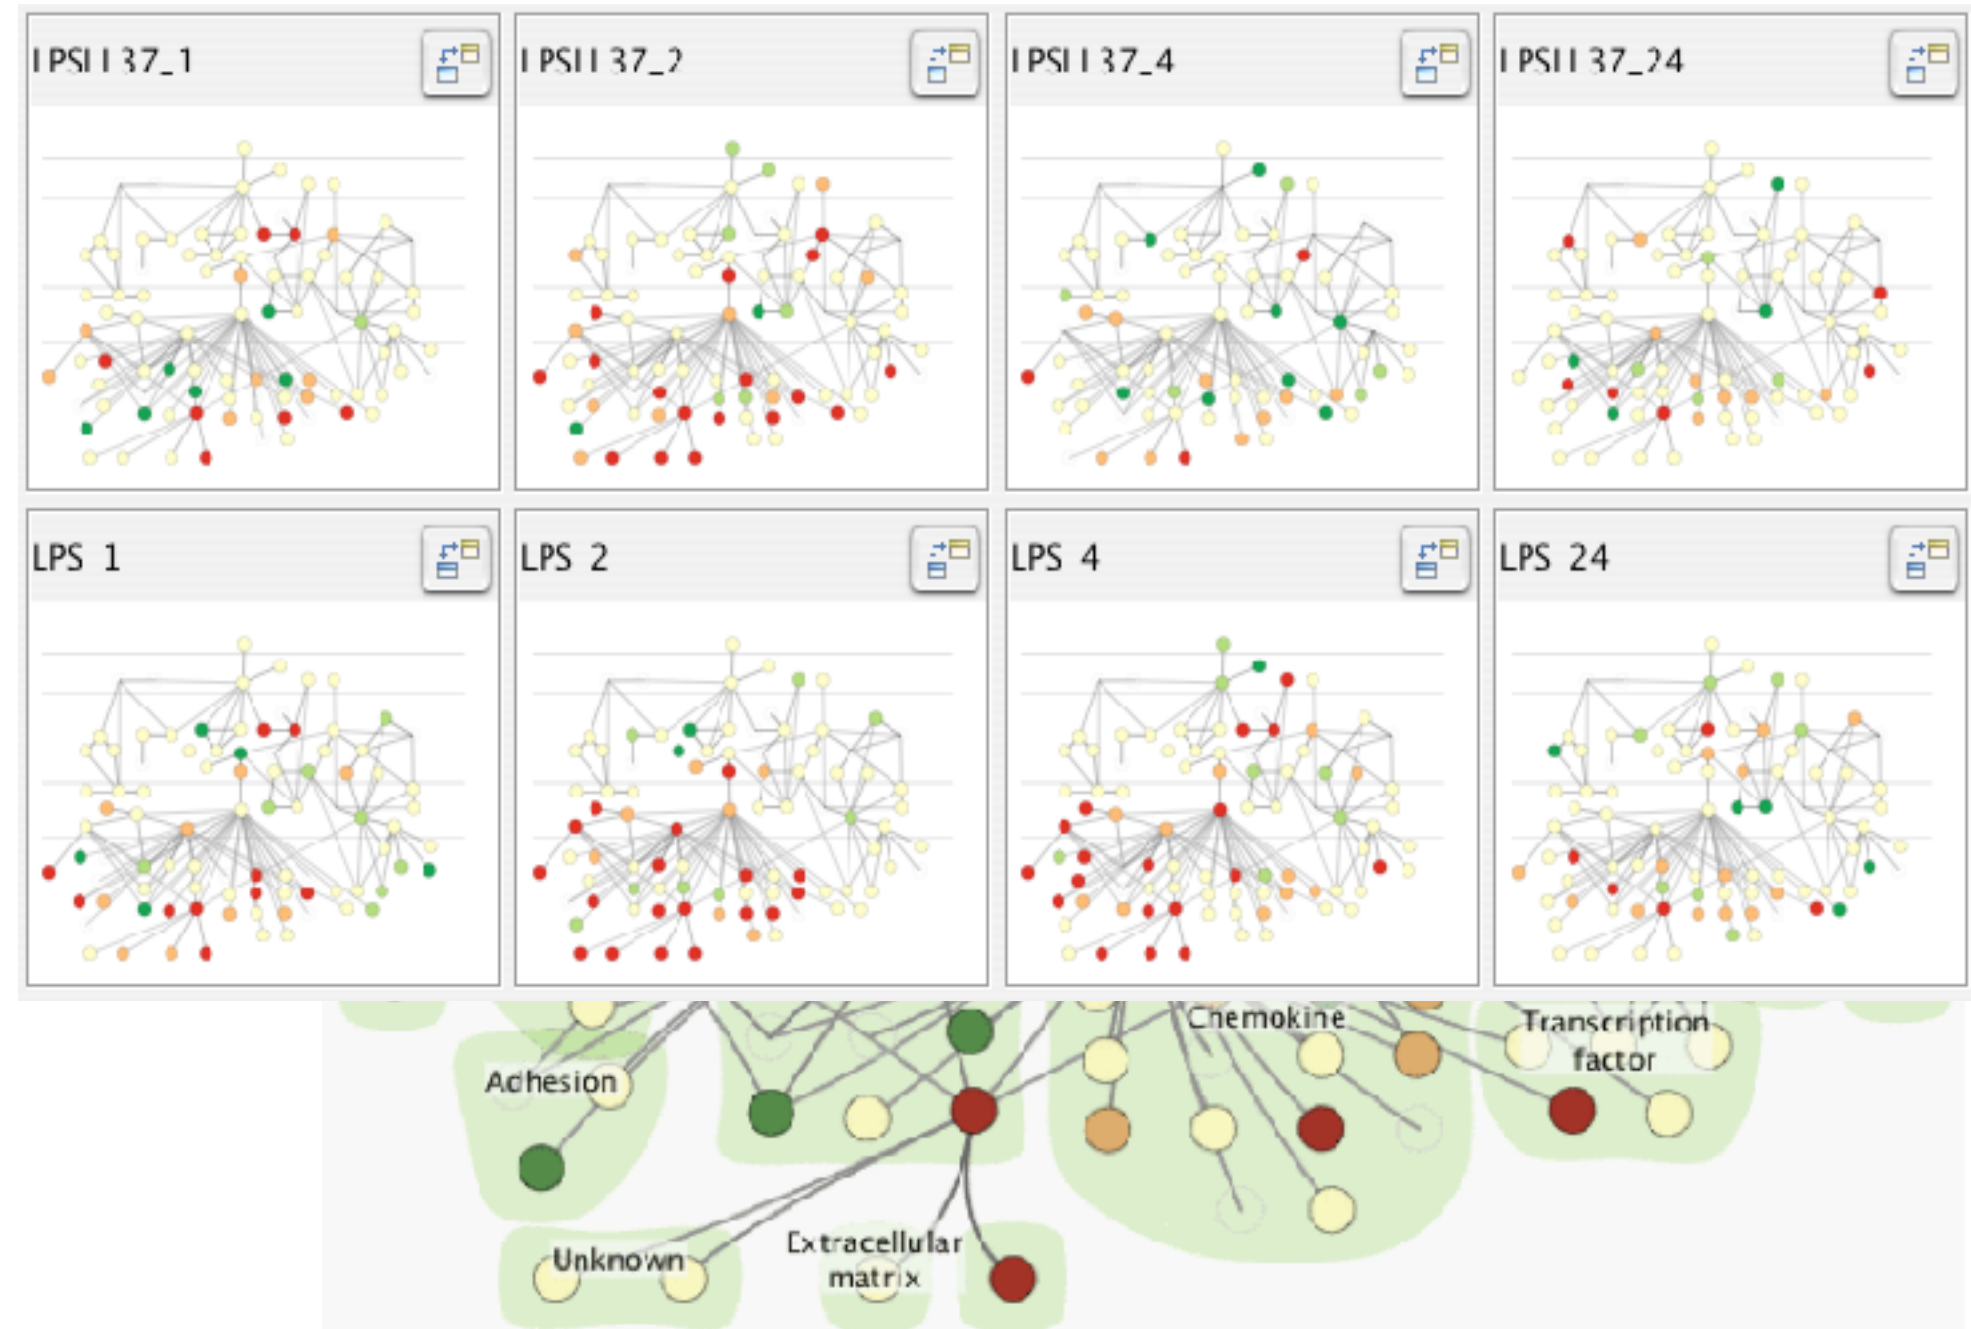 LPSLL37_1
LPSLL37_2
LPSLL37_4
LPSLL37_24
LPS 1
LPS 2
LPS 4
LPS 24
Chemokine
Transcription
factor
Adhesion
Unknown
Extracellular
matrix